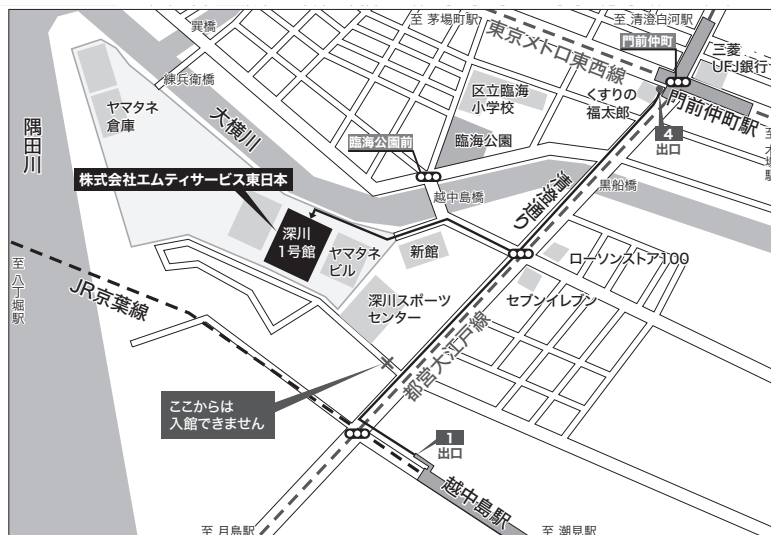 至 茅場町駅
至 清澄白河駅
巽橋
東京メトロ東西線
門前仲町
三菱
UFJ銀行
練兵衛橋
区立臨海
小学校
くすりの
福太郎
門前仲町駅
ヤマタネ
倉庫
大横川
臨海公園前
臨海公園
4
出口
至 木場駅
隅田川
株式会社エムティサービス東日本
越中島橋
清澄通り
黒船橋
深川
1号館
ヤマタネ
ビル
新館
ローソンストア100
至 八丁堀駅
JR京葉線
深川スポーツ
センター
セブンイレブン
都営大江戸線
ここからは
入館できません
1
出口
越中島駅
至 月島駅
至 潮見駅